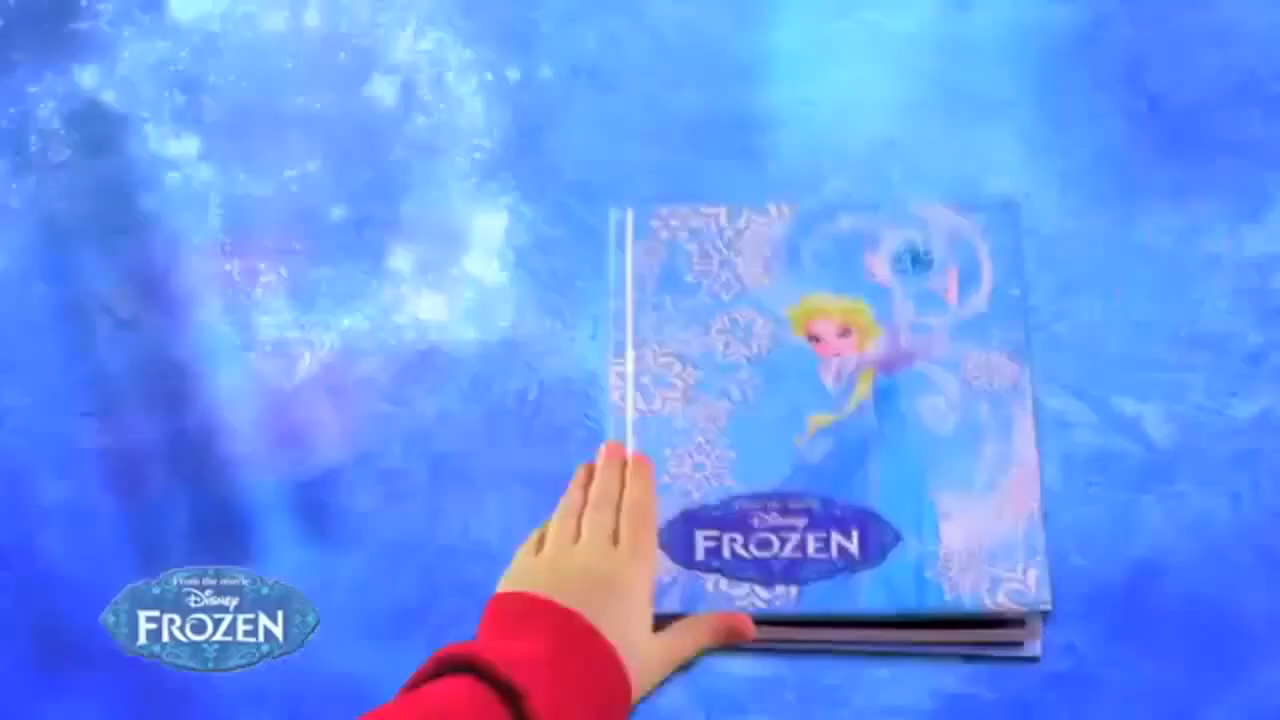 Disney
FROZEN
From the movie
Disney
FROZEN